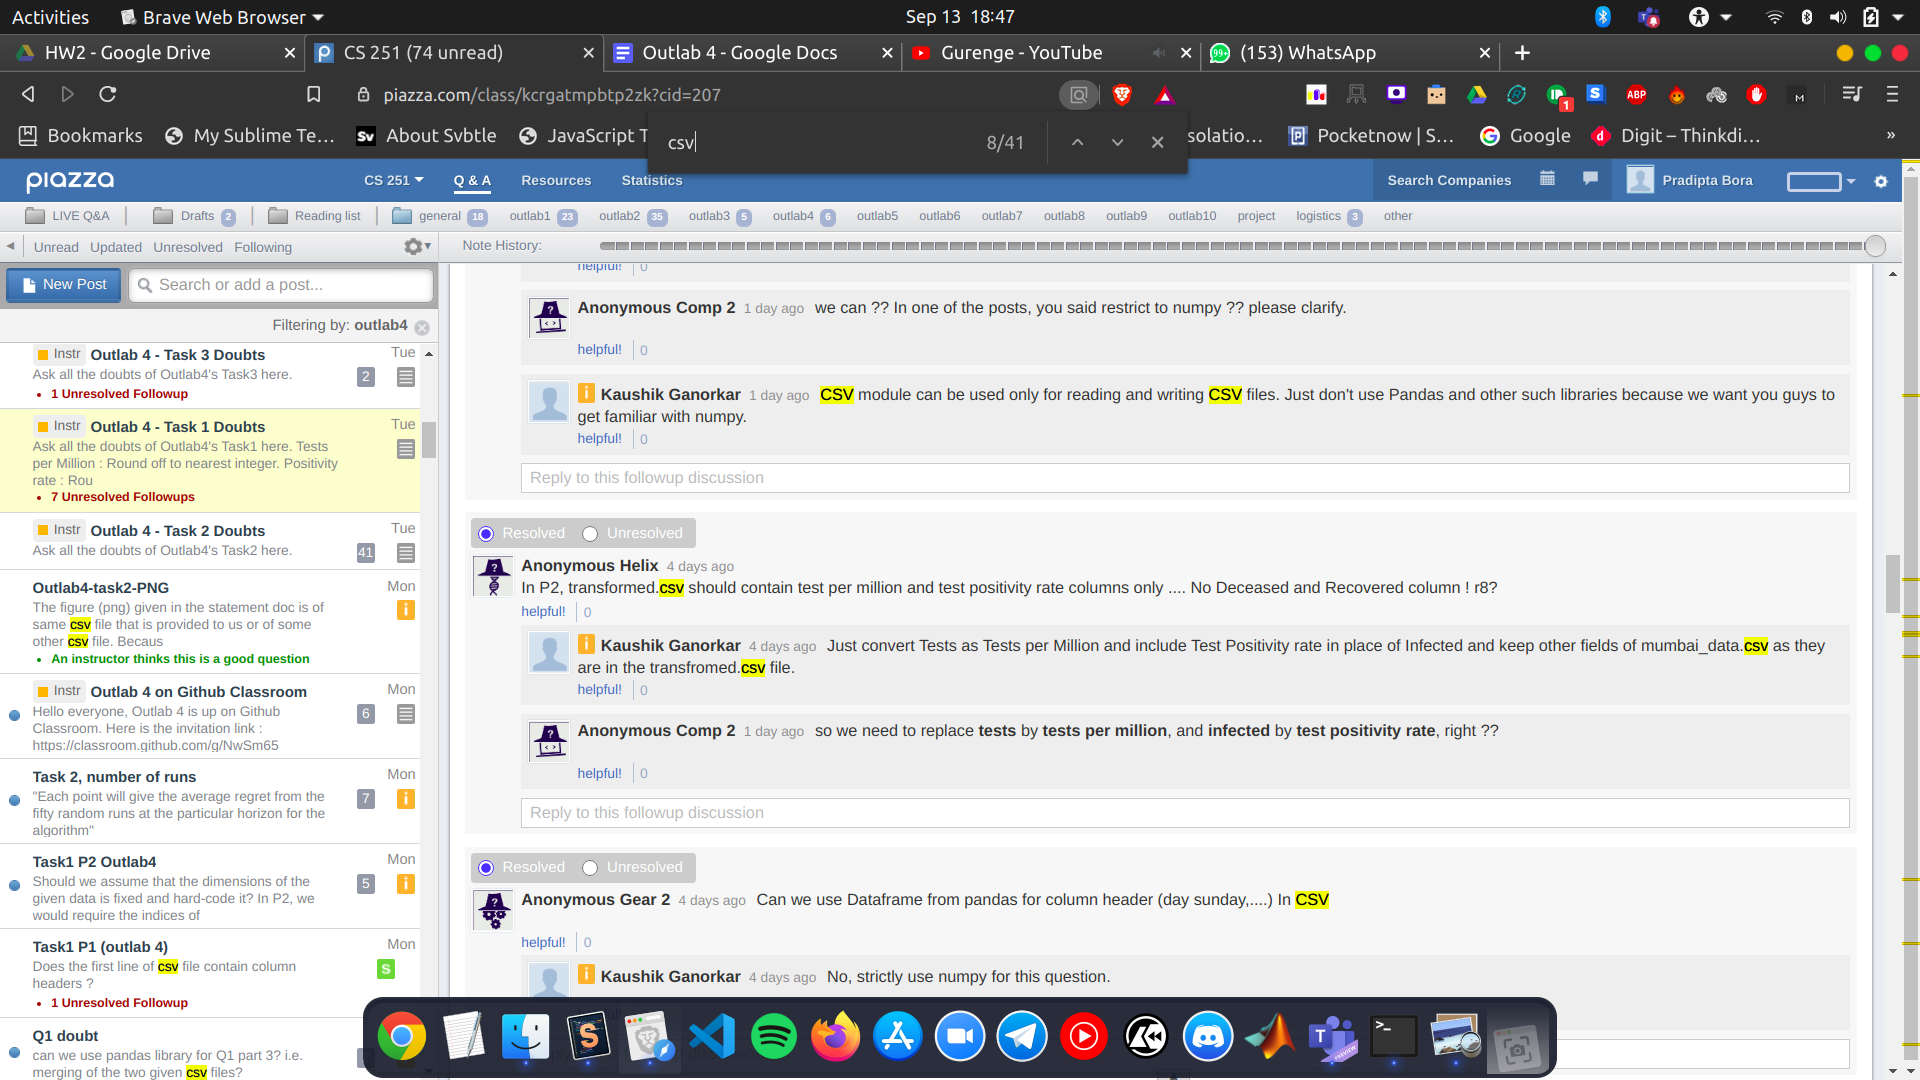 Activities Brave Web Browser Sep 13 18:47
HW2 - Google Drive CS 251 (74 unread) Outlab 4 - Google Docs Gurenge - YouTube (153) WhatsApp
piazza.com/class/kcrgatmpbtp2zk?cid=207
Bookmarks My Sublime Te… Sv About Svbtle JavaScript T solatio… Pocketnow | S… Google Digit – Thinkdi… »
csv 8/41
piazza CS 251 Q & A Resources Statistics Search Companies Pradipta Bora
LIVE Q&A Drafts 2 Reading list general 18 outlab1 23 outlab2 35 outlab3 5 outlab4 6 outlab5 outlab6 outlab7 outlab8 outlab9 outlab10 project logistics 3 other
Unread Updated Unresolved Following Note History:
New Post Search or add a post...
Filtering by: outlab4
Instr Outlab 4 - Task 3 Doubts Tue
Ask all the doubts of Outlab4's Task3 here. 2
• 1 Unresolved Followup
Instr Outlab 4 - Task 1 Doubts Tue
Ask all the doubts of Outlab4's Task1 here. Tests
per Million : Round off to nearest integer. Positivity
rate : Rou
• 7 Unresolved Followups
Instr Outlab 4 - Task 2 Doubts Tue
Ask all the doubts of Outlab4's Task2 here. 41
Outlab4-task2-PNG Mon
The figure (png) given in the statement doc is of
same csv file that is provided to us or of some
other csv file. Becaus
• An instructor thinks this is a good question
Instr Outlab 4 on Github Classroom Mon
Hello everyone, Outlab 4 is up on Github 6
Classroom. Here is the invitation link :
https://classroom.github.com/g/NwSm65
Task 2, number of runs Mon
"Each point will give the average regret from the 7
fifty random runs at the particular horizon for the
algorithm"
Task1 P2 Outlab4 Mon
Should we assume that the dimensions of the 5
given data is fixed and hard-code it? In P2, we
would require the indices of
Task1 P1 (outlab 4) Mon
Does the first line of csv file contain column S
headers ?
• 1 Unresolved Followup
Q1 doubt
can we use pandas library for Q1 part 3? i.e.
merging of the two given csv files?
helpful! 0
Anonymous Comp 2 1 day ago we can ?? In one of the posts, you said restrict to numpy ?? please clarify.
helpful! 0
i Kaushik Ganorkar 1 day ago CSV module can be used only for reading and writing CSV files. Just don't use Pandas and other such libraries because we want you guys to
get familiar with numpy.
helpful! 0
Reply to this followup discussion
Resolved Unresolved
Anonymous Helix 4 days ago
In P2, transformed.csv should contain test per million and test positivity rate columns only .... No Deceased and Recovered column ! r8?
helpful! 0
i Kaushik Ganorkar 4 days ago Just convert Tests as Tests per Million and include Test Positivity rate in place of Infected and keep other fields of mumbai_data.csv as they
are in the transfromed.csv file.
helpful! 0
Anonymous Comp 2 1 day ago so we need to replace tests by tests per million, and infected by test positivity rate, right ??
helpful! 0
Reply to this followup discussion
Resolved Unresolved
Anonymous Gear 2 4 days ago Can we use Dataframe from pandas for column header (day sunday,....) In CSV
helpful! 0
i Kaushik Ganorkar 4 days ago No, strictly use numpy for this question.